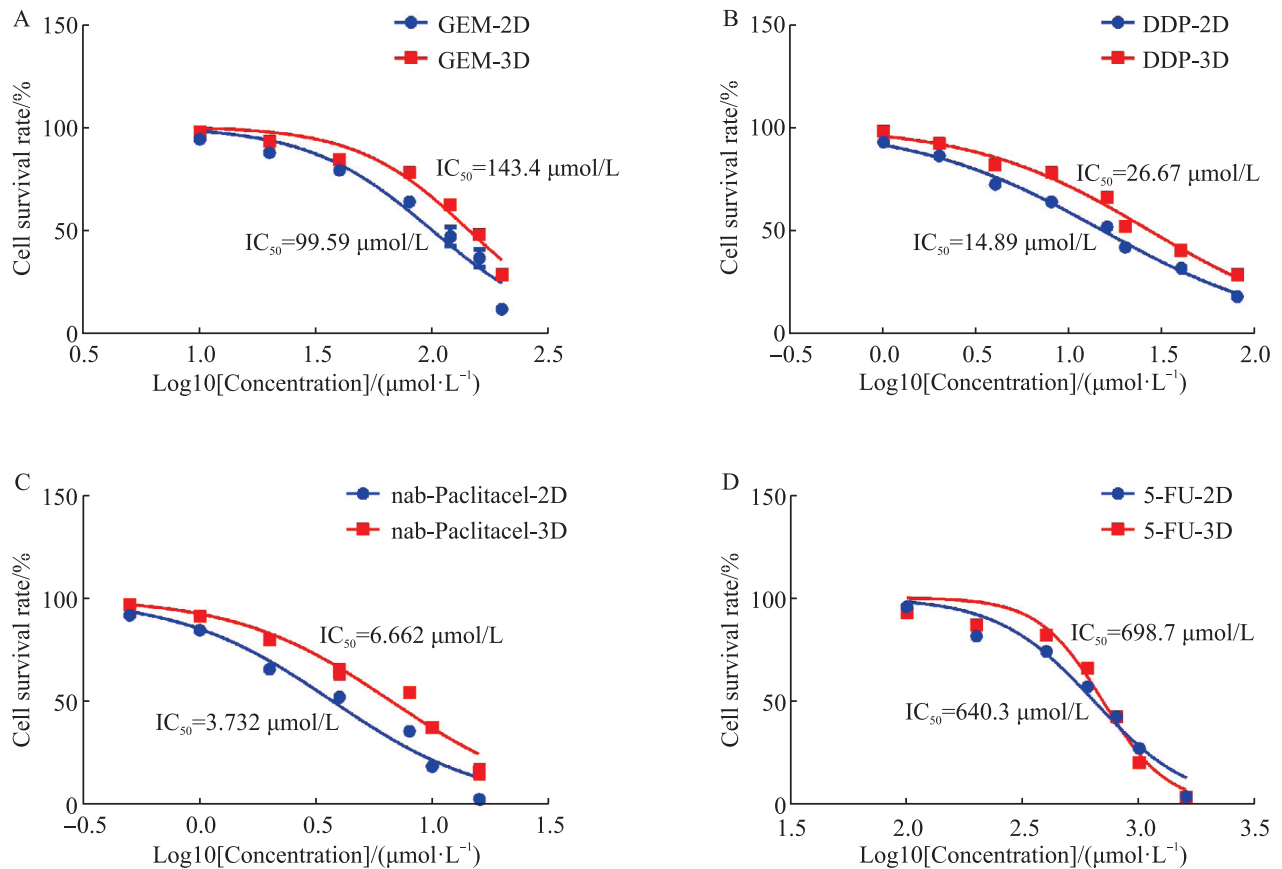 A
GEM-2D
GEM-3D
150
100
50
0
Cell survival rate/%
IC₅₀=143.4 μmol/L
IC₅₀=99.59 μmol/L
0.5 1.0 1.5 2.0 2.5
Log10[Concentration]/(μmol·L⁻¹)
B
DDP-2D
DDP-3D
150
100
50
0
Cell survival rate/%
IC₅₀=26.67 μmol/L
IC₅₀=14.89 μmol/L
−0.5 0.0 0.5 1.0 1.5 2.0
Log10[Concentration]/(μmol·L⁻¹)
C
nab-Paclitacel-2D
nab-Paclitacel-3D
150
100
50
0
Cell survival rate/%
IC₅₀=6.662 μmol/L
IC₅₀=3.732 μmol/L
−0.5 0.0 0.5 1.0 1.5
Log10[Concentration]/(μmol·L⁻¹)
D
5-FU-2D
5-FU-3D
150
100
50
0
Cell survival rate/%
IC₅₀=698.7 μmol/L
IC₅₀=640.3 μmol/L
1.5 2.0 2.5 3.0 3.5
Log10[Concentration]/(μmol·L⁻¹)